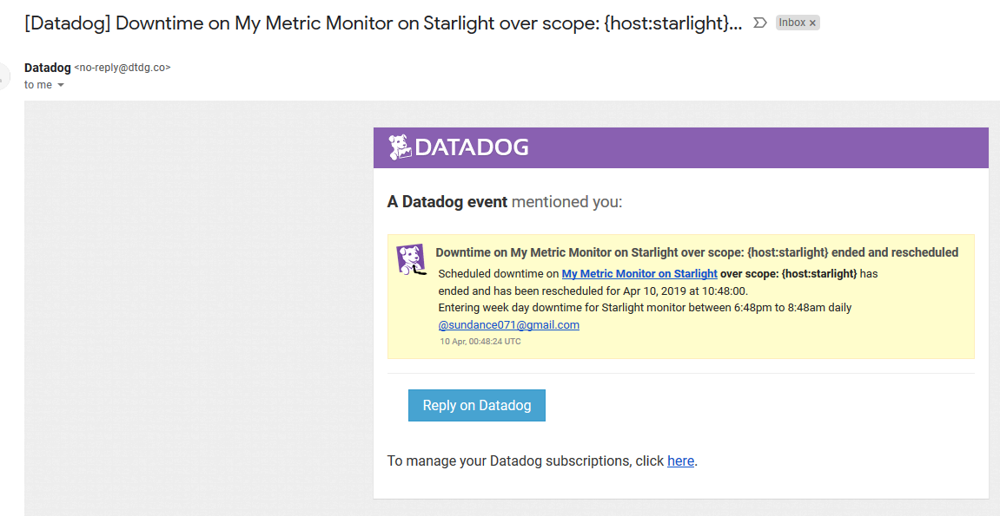 [Datadog] Downtime on My Metric Monitor on Starlight over scope: {host:starlight}... Inbox ×
Datadog <no-reply@dtdg.co>
to me
DATADOG
A Datadog event mentioned you:
Downtime on My Metric Monitor on Starlight over scope: {host:starlight} ended and rescheduled
Scheduled downtime on My Metric Monitor on Starlight over scope: {host:starlight} has
ended and has been rescheduled for Apr 10, 2019 at 10:48:00.
Entering week day downtime for Starlight monitor between 6:48pm to 8:48am daily
@sundance071@gmail.com
10 Apr, 00:48:24 UTC
Reply on Datadog
To manage your Datadog subscriptions, click here.